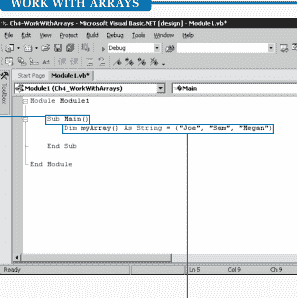 WORK WITH ARRAYS
Ch4_WorkWithArrays - Microsoft Visual Basic.NET [design] - Module1.vb*
File Edit View Project Build Debug Tools Window Help
Debug
Start Page Module1.vb*
Toolbox
Module1 (Ch4_WorkWithArrays) Main
Module Module1
Sub Main()
Dim myArray() As String = {"Joe", "Sam", "Megan"}
End Sub
End Module
Ready Ln 5 Col 9 Ch 9